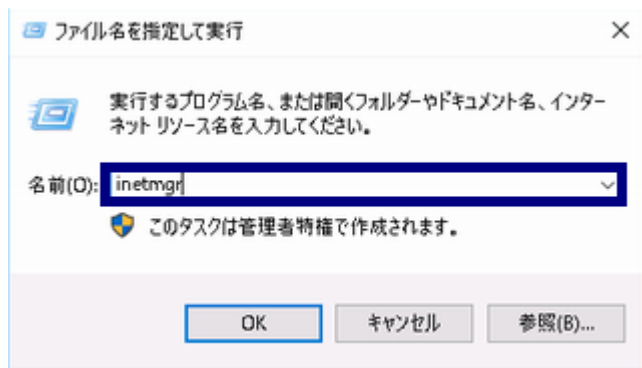 ファイル名を指定して実行
実行するプログラム名、または開くフォルダーやドキュメント名、インター
ネット リソース名を入力してください。
名前(O): inetmgr
このタスクは管理者特権で作成されます。
OK キャンセル 参照(B)...